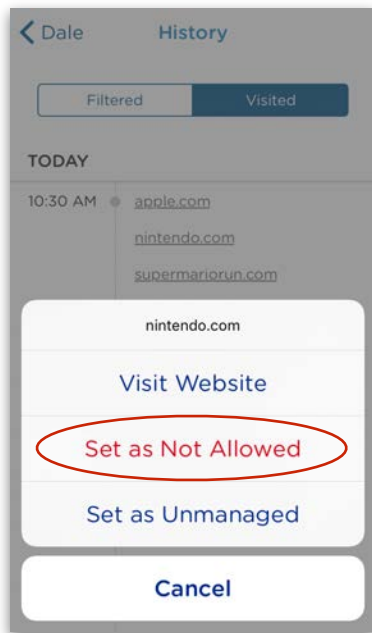 Dale History
Filtered Visited
TODAY
10:30 AM apple.com
nintendo.com
supermariorun.com
nintendo.com
Visit Website
Set as Not Allowed
Set as Unmanaged
Cancel